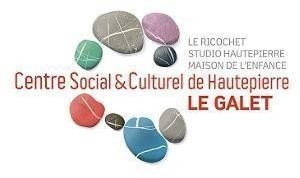 LE RICOCHET
STUDIO HAUTEPIERRE
MAISON DE L'ENFANCE
Centre Social & Culturel de Hautepierre
LE GALET